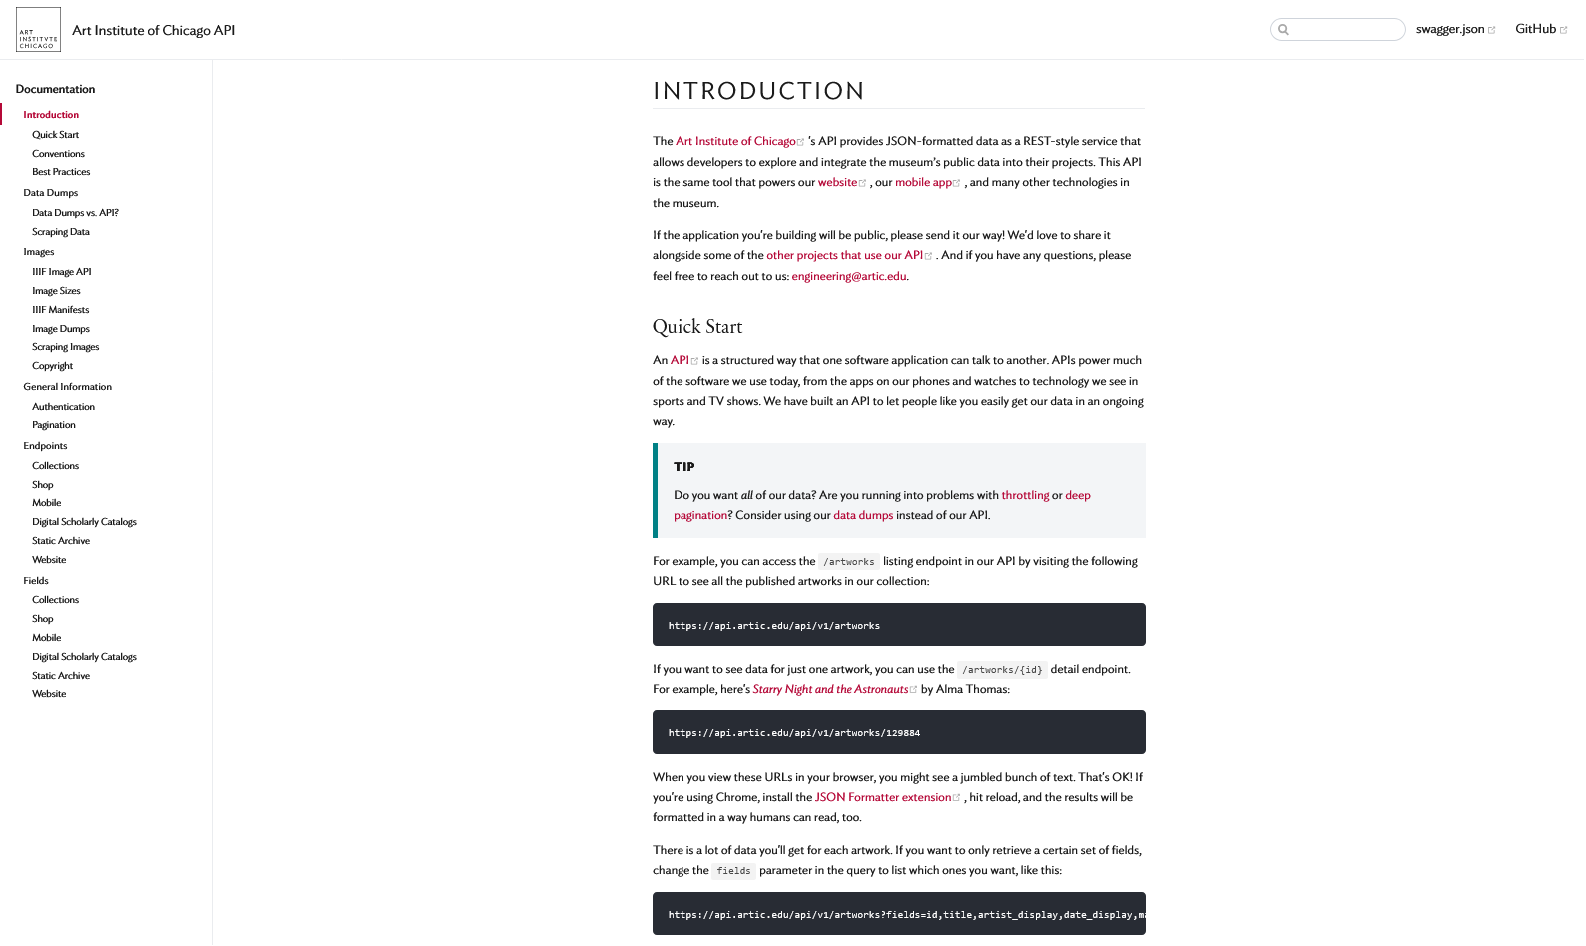 ART
INSTITVTE
CHICAGO
Art Institute of Chicago API
swagger.json
GitHub
Documentation
Introduction
Quick Start
Conventions
Best Practices
Data Dumps
Data Dumps vs. API?
Scraping Data
Images
IIIF Image API
Image Sizes
IIIF Manifests
Image Dumps
Scraping Images
Copyright
General Information
Authentication
Pagination
Endpoints
Collections
Shop
Mobile
Digital Scholarly Catalogs
Static Archive
Website
Fields
Collections
Shop
Mobile
Digital Scholarly Catalogs
Static Archive
Website
INTRODUCTION
The Art Institute of Chicago 's API provides JSON-formatted data as a REST-style service that
allows developers to explore and integrate the museum's public data into their projects. This API
is the same tool that powers our website , our mobile app , and many other technologies in
the museum.
If the application you're building will be public, please send it our way! We'd love to share it
alongside some of the other projects that use our API . And if you have any questions, please
feel free to reach out to us: engineering@artic.edu.
Quick Start
An API is a structured way that one software application can talk to another. APIs power much
of the software we use today, from the apps on our phones and watches to technology we see in
sports and TV shows. We have built an API to let people like you easily get our data in an ongoing
way.
TIP
Do you want all of our data? Are you running into problems with throttling or deep
pagination? Consider using our data dumps instead of our API.
For example, you can access the /artworks listing endpoint in our API by visiting the following
URL to see all the published artworks in our collection:
https://api.artic.edu/api/v1/artworks
If you want to see data for just one artwork, you can use the /artworks/{id} detail endpoint.
For example, here's Starry Night and the Astronauts by Alma Thomas:
https://api.artic.edu/api/v1/artworks/129884
When you view these URLs in your browser, you might see a jumbled bunch of text. That's OK! If
you're using Chrome, install the JSON Formatter extension , hit reload, and the results will be
formatted in a way humans can read, too.
There is a lot of data you'll get for each artwork. If you want to only retrieve a certain set of fields,
change the fields parameter in the query to list which ones you want, like this:
https://api.artic.edu/api/v1/artworks?fields=id,title,artist_display,date_display,ma